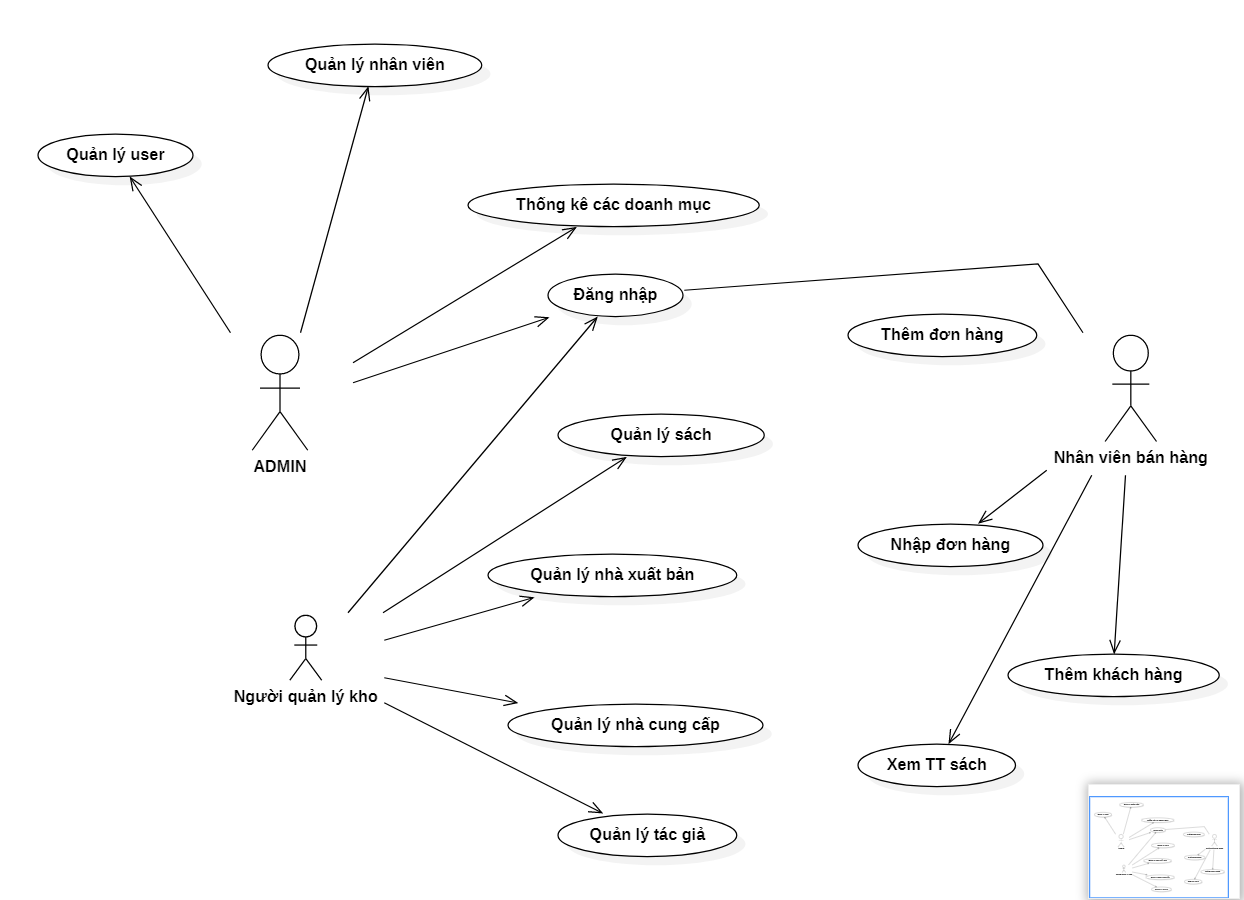 Quản lý nhân viên
Quản lý user
Thống kê các doanh mục
Đăng nhập
Thêm đơn hàng
Quản lý sách
Nhân viên bán hàng
ADMIN
Nhập đơn hàng
Quản lý nhà xuất bản
Thêm khách hàng
Người quản lý kho
Quản lý nhà cung cấp
Xem TT sách
Quản lý tác giả